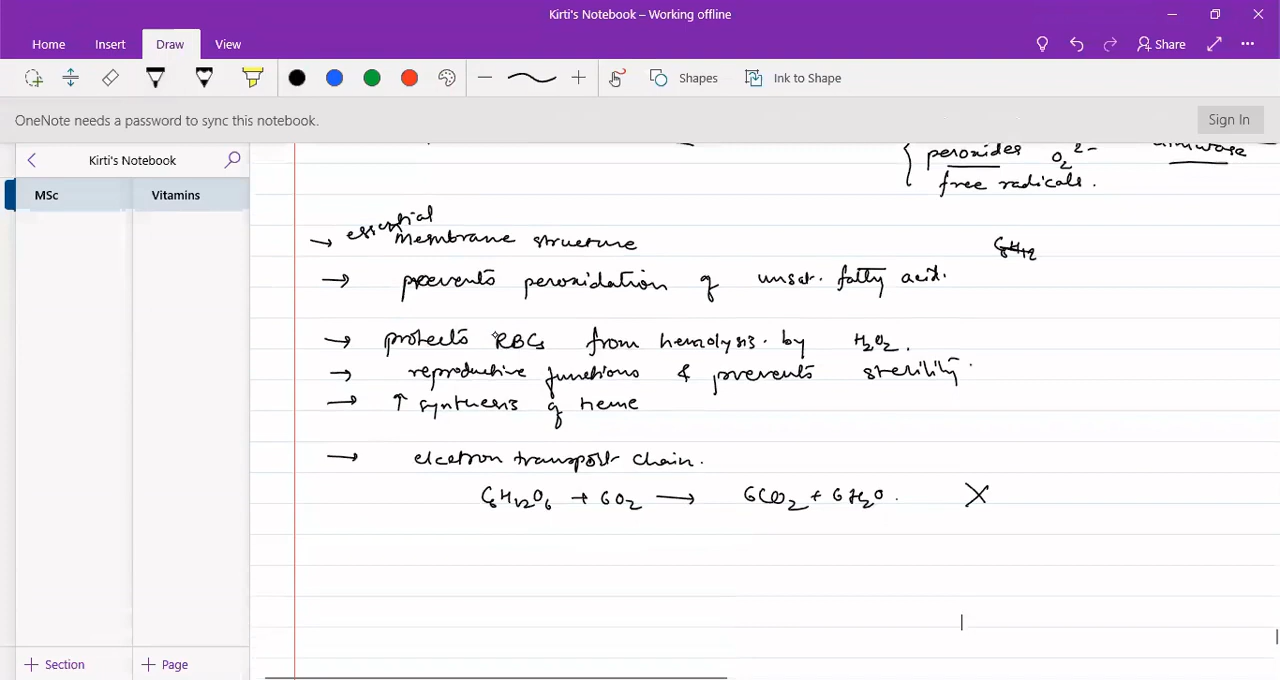 Kirti's Notebook – Working offline
Home Insert Draw View
Share
Shapes
Ink to Shape
OneNote needs a password to sync this notebook.
Sign In
Kirti's Notebook
MSc
Vitamins
peroxides O₂²⁻
free radicals.
→ essential membrane structure
C₆H₁₂
→ prevents peroxidation of unsat. fatty acid.
→ protects RBCs from hemolysis. by H₂O₂.
→ reproductive functions & prevents sterility.
→ ↑ synthesis of heme
→ electron transport chain.
C₆H₁₂O₆ + 6O₂ → 6CO₂ + 6H₂O. X
+ Section
+ Page